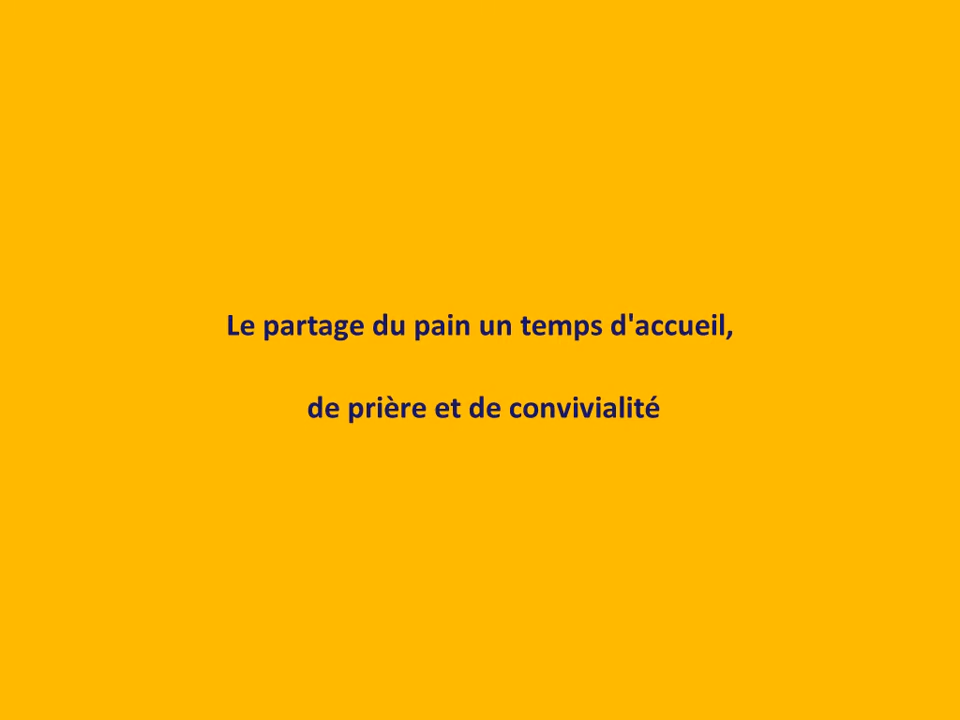 Le partage du pain un temps d'accueil,
de prière et de convivialité